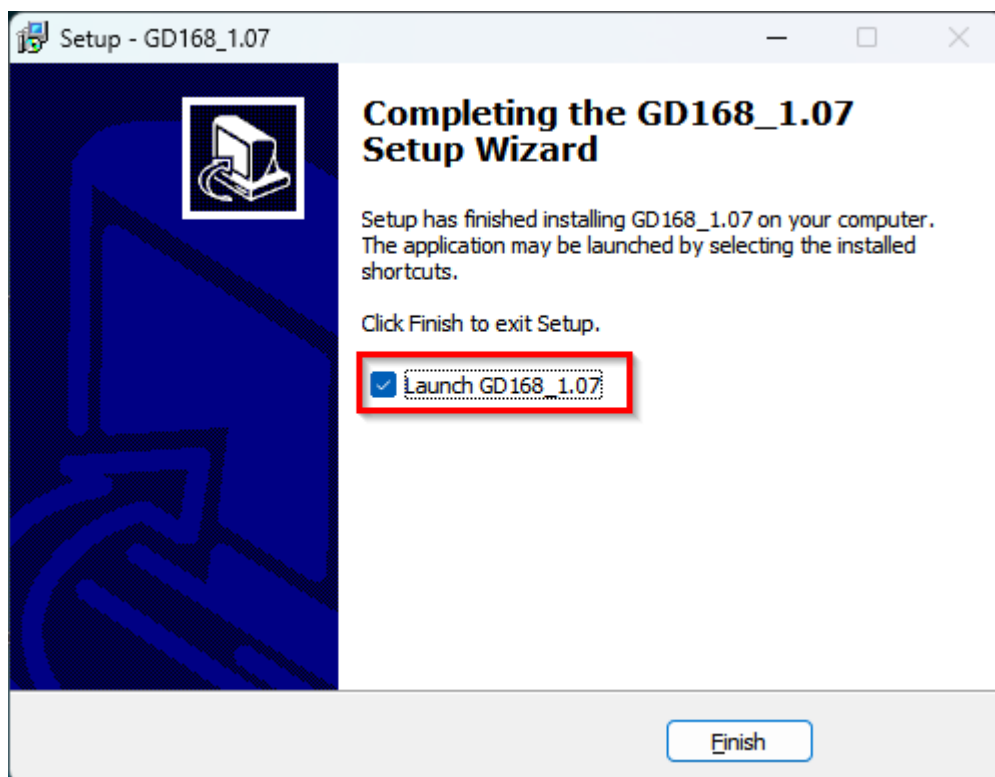 Setup - GD168_1.07
Completing the GD168_1.07
Setup Wizard
Setup has finished installing GD168_1.07 on your computer.
The application may be launched by selecting the installed
shortcuts.
Click Finish to exit Setup.
Launch GD168_1.07
Finish